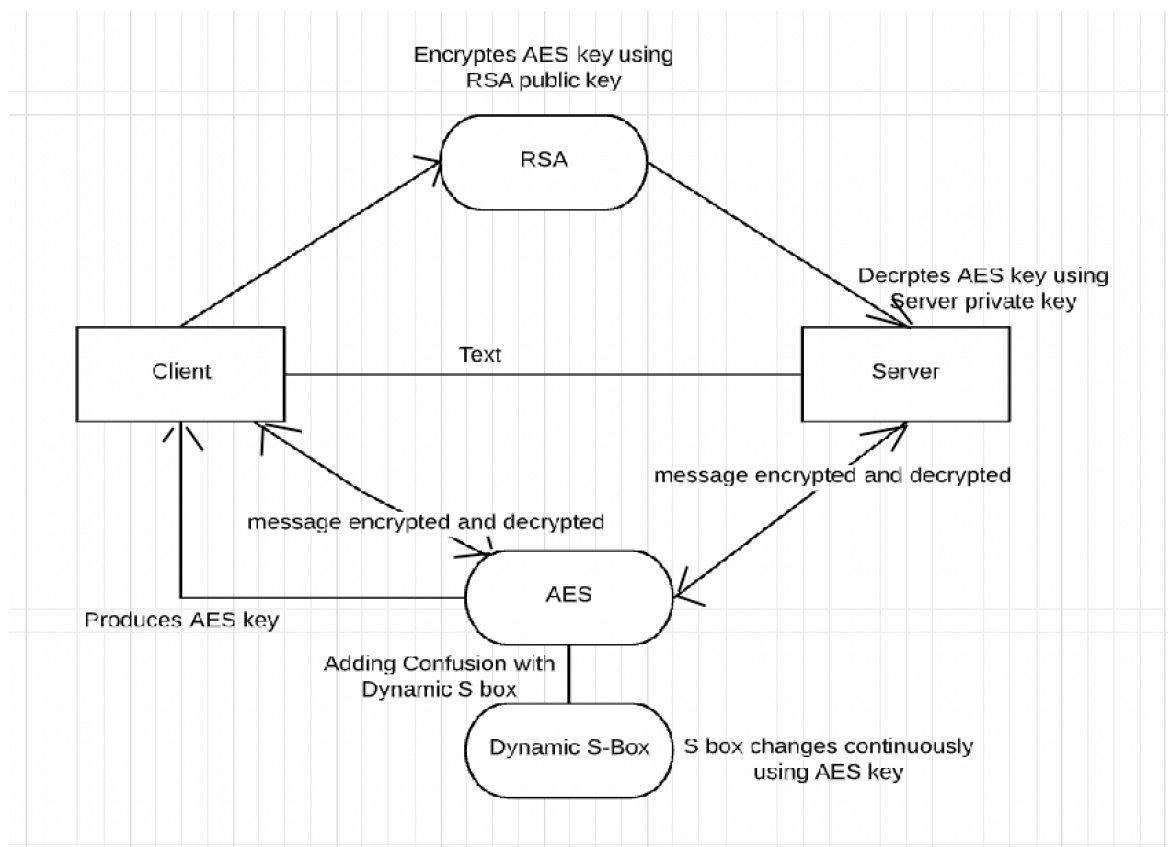 Encryptes AES key using
RSA public key
RSA
Decrptes AES key using
Server private key
Client
Text
Server
message encrypted and decrypted
message encrypted and decrypted
AES
Produces AES key
Adding Confusion with
Dynamic S box
Dynamic S-Box
S box changes continuously
using AES key